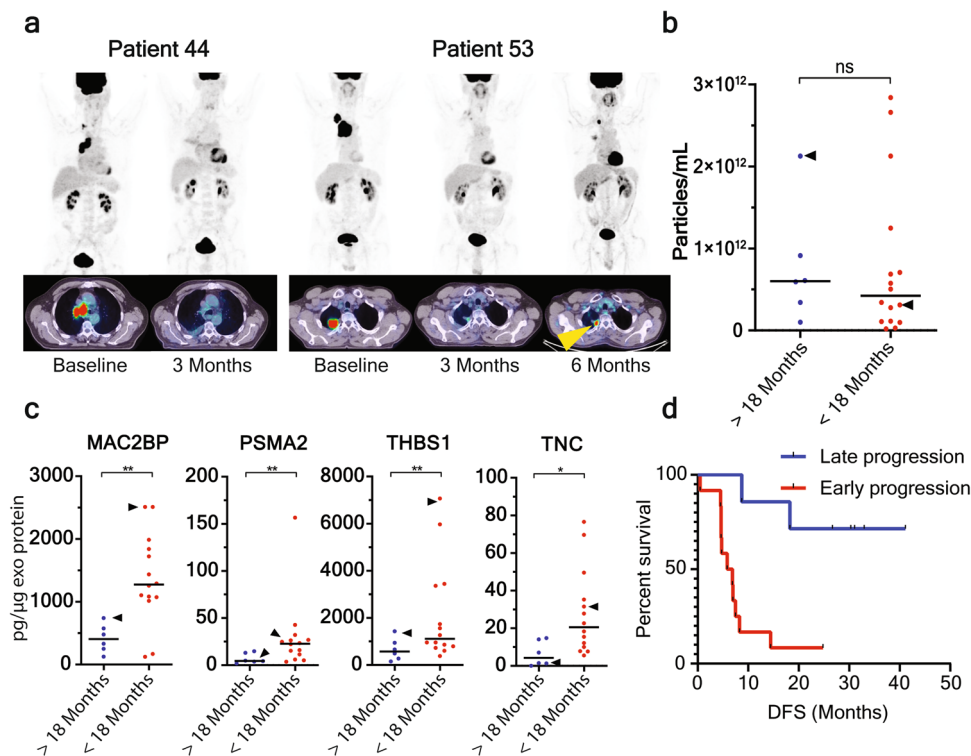 a
Patient 44
Patient 53
Baseline
3 Months
Baseline
3 Months
6 Months
b
ns
Particles/mL
3×10¹²
2×10¹²
1×10¹²
0
> 18 Months
< 18 Months
c
MAC2BP
PSMA2
THBS1
TNC
pg/µg exo protein
**
3000
2000
1000
0
> 18 Months
< 18 Months
**
200
150
100
50
25
0
> 18 Months
< 18 Months
**
8000
6000
4000
2000
0
> 18 Months
< 18 Months
*
100
80
60
40
20
0
> 18 Months
< 18 Months
d
Late progression
Early progression
Percent survival
100
50
0
0
10
20
30
40
50
DFS (Months)